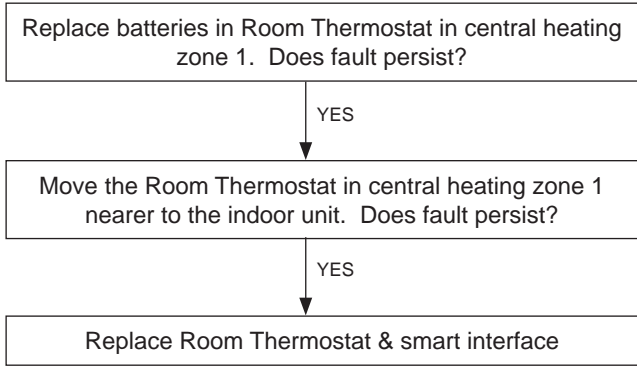 Replace batteries in Room Thermostat in central heating
zone 1.  Does fault persist?
YES
Move the Room Thermostat in central heating zone 1
nearer to the indoor unit.  Does fault persist?
YES
Replace Room Thermostat & smart interface